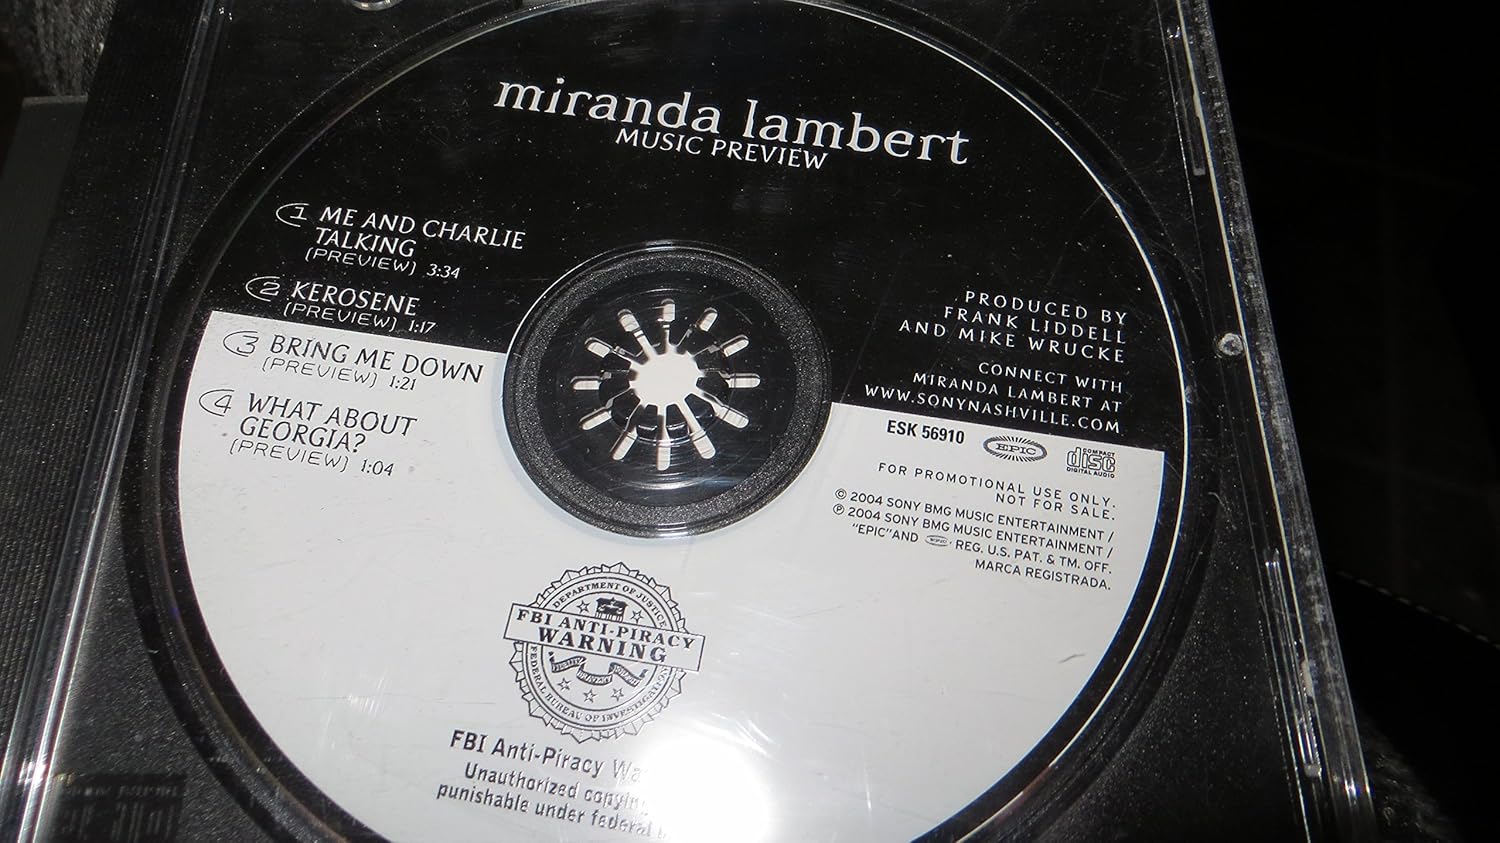 miranda lambert
MUSIC PREVIEW
1 ME AND CHARLIE
TALKING
(PREVIEW) 3:34
2 KEROSENE
(PREVIEW) 1:17
3 BRING ME DOWN
(PREVIEW) 1:21
4 WHAT ABOUT
GEORGIA?
(PREVIEW) 1:04
PRODUCED BY
FRANK LIDDELL
AND MIKE WRUCKE
CONNECT WITH
MIRANDA LAMBERT AT
WWW.SONYNASHVILLE.COM
ESK 56910 EPIC COMPACT
disc
DIGITAL AUDIO
FOR PROMOTIONAL USE ONLY.
NOT FOR SALE.
© 2004 SONY BMG MUSIC ENTERTAINMENT /
℗ 2004 SONY BMG MUSIC ENTERTAINMENT /
"EPIC" AND EPIC REG. U.S. PAT. & TM. OFF.
MARCA REGISTRADA.
DEPARTMENT OF JUSTICE
FBI ANTI-PIRACY
WARNING
FIDELITY BRAVERY
FEDERAL BUREAU OF INVESTIGATION
FBI Anti-Piracy
Unauthorized
punishable under federal